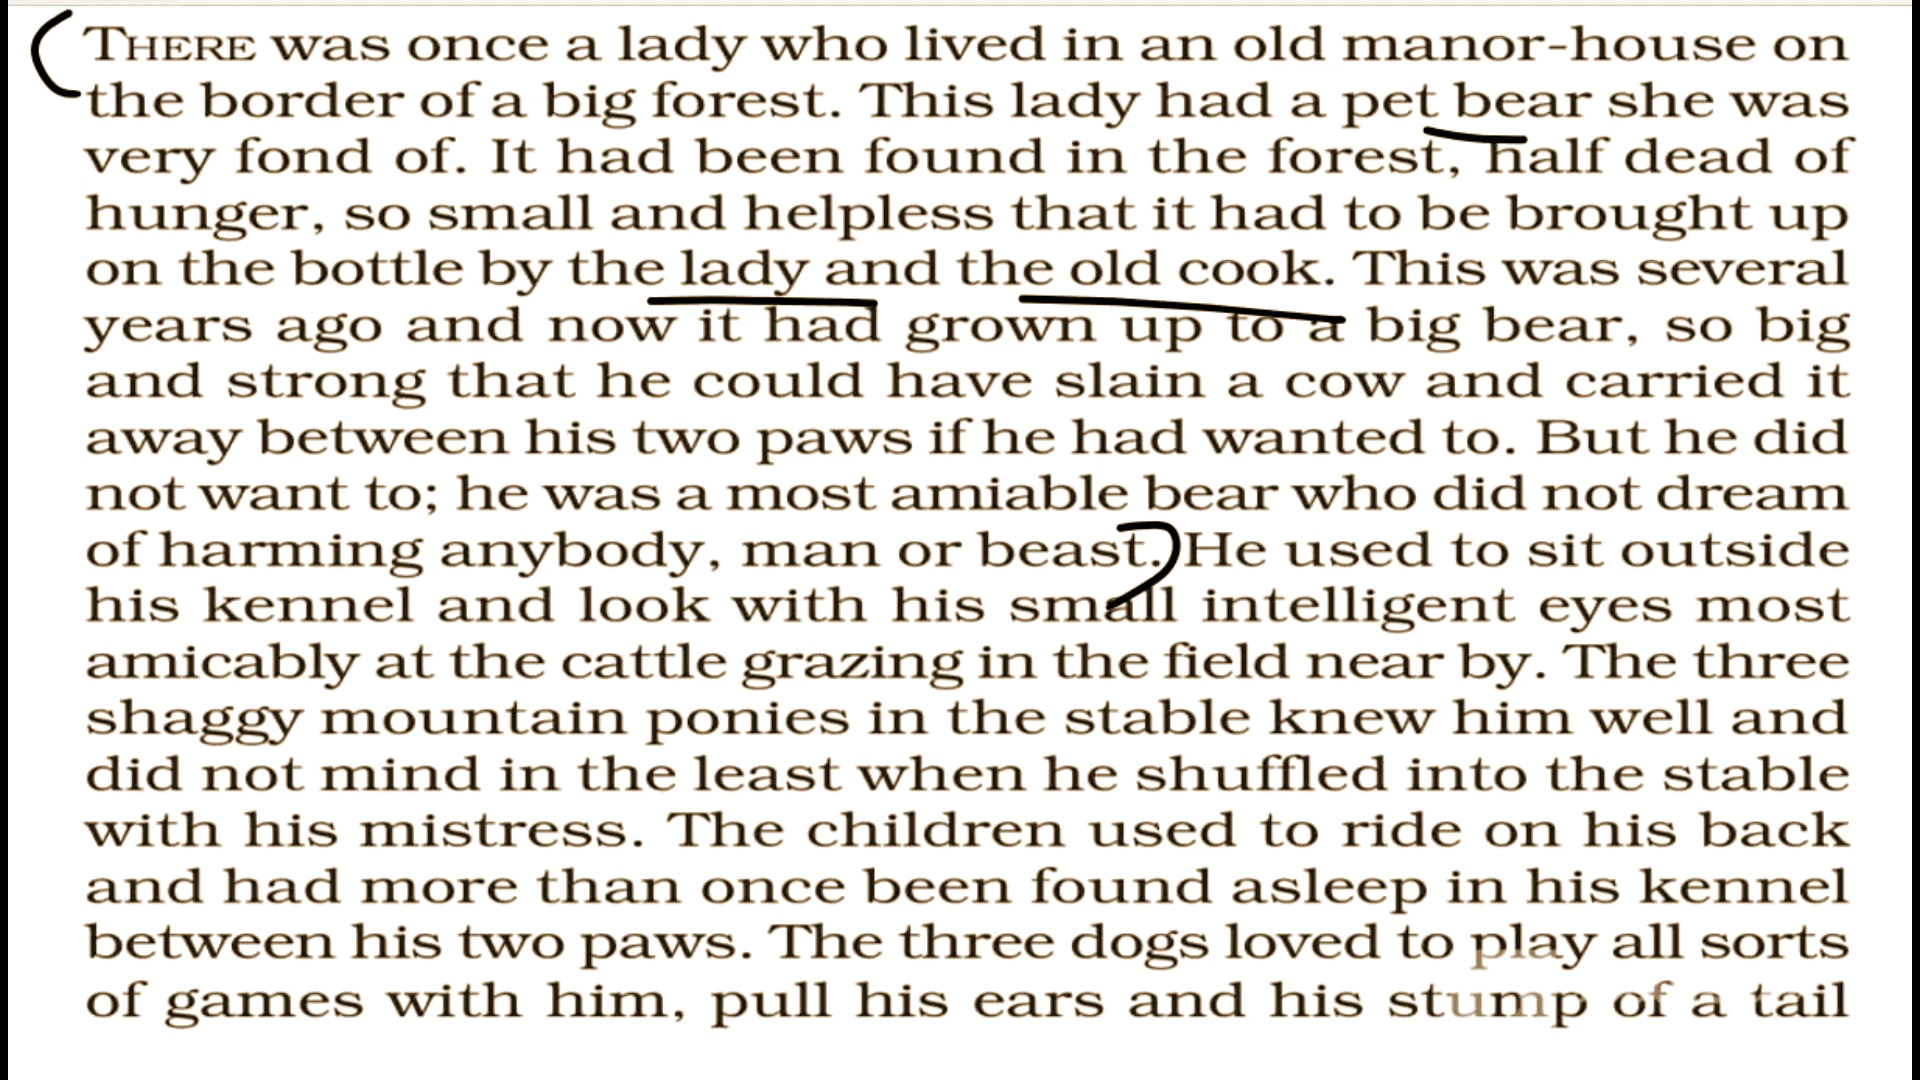 THERE was once a lady who lived in an old manor-house on
the border of a big forest. This lady had a pet bear she was
very fond of. It had been found in the forest, half dead of
hunger, so small and helpless that it had to be brought up
on the bottle by the lady and the old cook. This was several
years ago and now it had grown up to a big bear, so big
and strong that he could have slain a cow and carried it
away between his two paws if he had wanted to. But he did
not want to; he was a most amiable bear who did not dream
of harming anybody, man or beast. He used to sit outside
his kennel and look with his small intelligent eyes most
amicably at the cattle grazing in the field near by. The three
shaggy mountain ponies in the stable knew him well and
did not mind in the least when he shuffled into the stable
with his mistress. The children used to ride on his back
and had more than once been found asleep in his kennel
between his two paws. The three dogs loved to play all sorts
of games with him, pull his ears and his stump of a tail